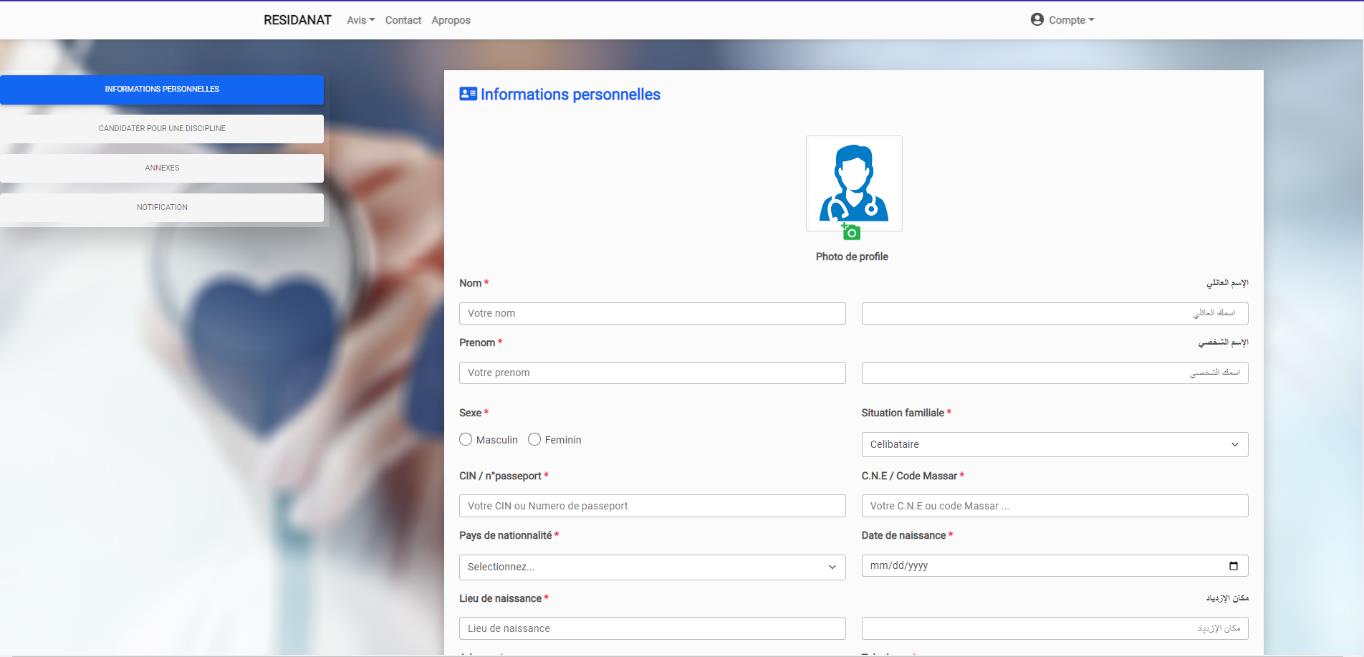 RESIDANAT Avis Contact Apropos Compte
INFORMATIONS PERSONNELLES
CANDIDATER POUR UNE DISCIPLINE
ANNEXES
NOTIFICATION
Informations personnelles
Photo de profile
Nom * الإسم العائلي
Votre nom اسمك العائلي
Prenom * الإسم الشخصي
Votre prenom اسمك الشخصي
Sexe * Situation familiale *
Masculin Feminin Celibataire
CIN / n°passeport * C.N.E / Code Massar *
Votre CIN ou Numero de passeport Votre C.N.E ou code Massar ...
Pays de nationnalité * Date de naissance *
Selectionnez... mm/dd/yyyy
Lieu de naissance * مكان الإزدياد
Lieu de naissance مكان الإزدياد